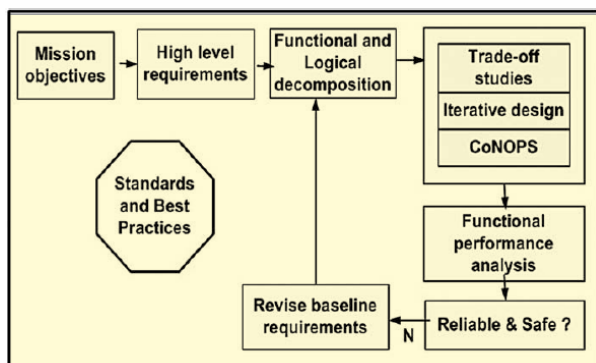 Mission
objectives
High level
requirements
Functional and
Logical
decomposition
Trade-off
studies
Iterative design
CoNOPS
Standards
and Best
Practices
Functional
performance
analysis
Revise baseline
requirements
N
Reliable & Safe ?